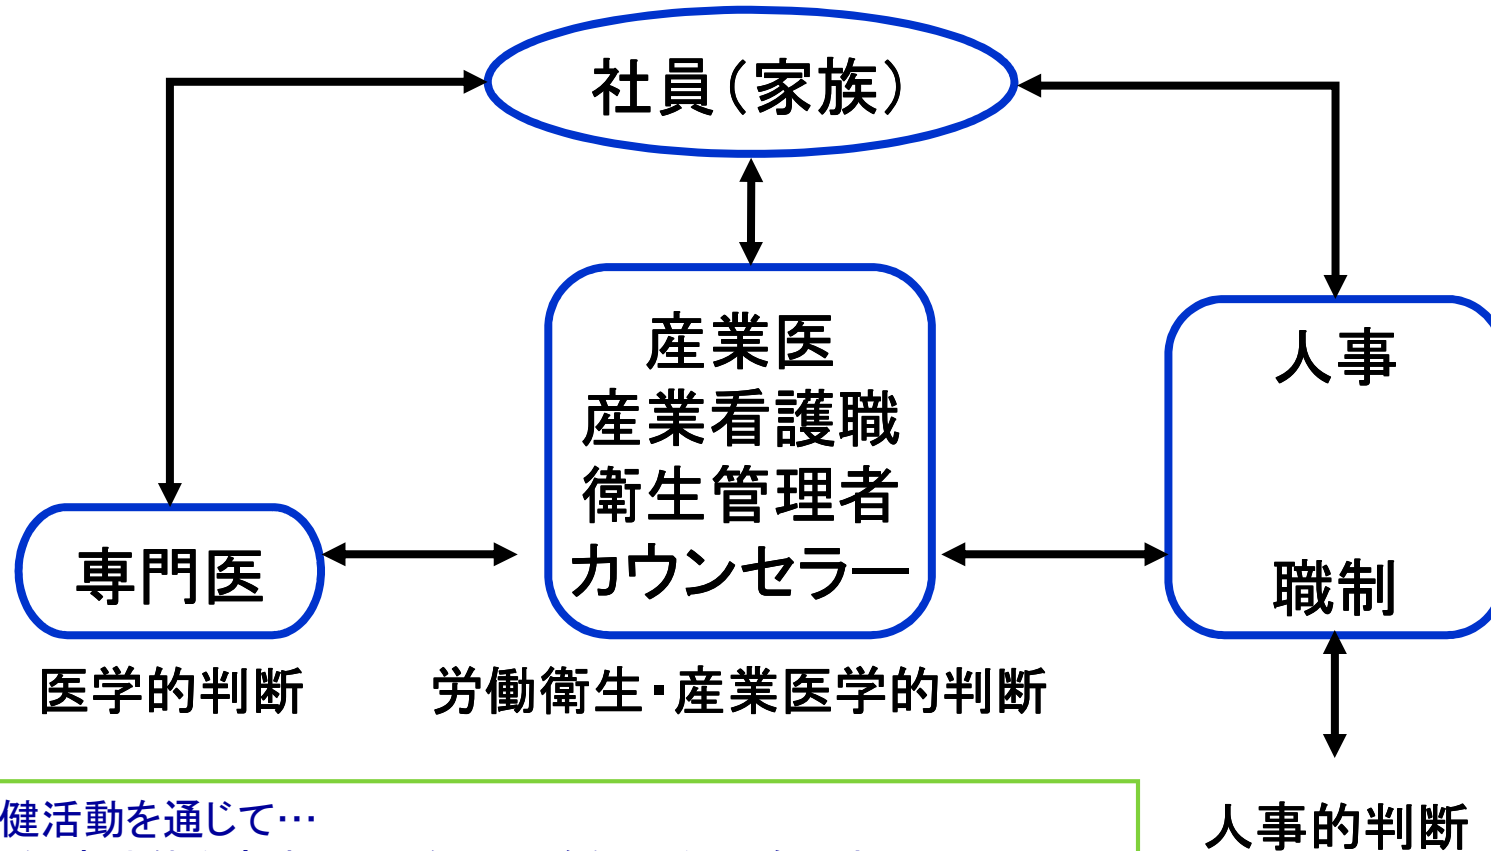 社員（家族）
産業医
産業看護職
衛生管理者
カウンセラー
人事
職制
専門医
医学的判断
労働衛生・産業医学的判断
人事的判断
健活動を通じて…